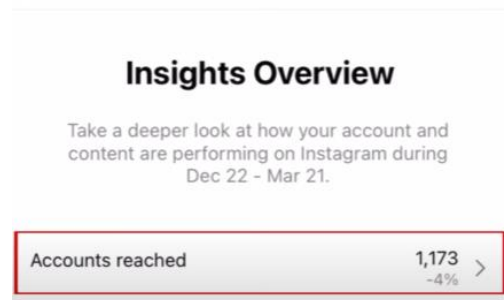 Insights Overview
Take a deeper look at how your account and
content are performing on Instagram during
Dec 22 - Mar 21.
Accounts reached 1,173
-4%